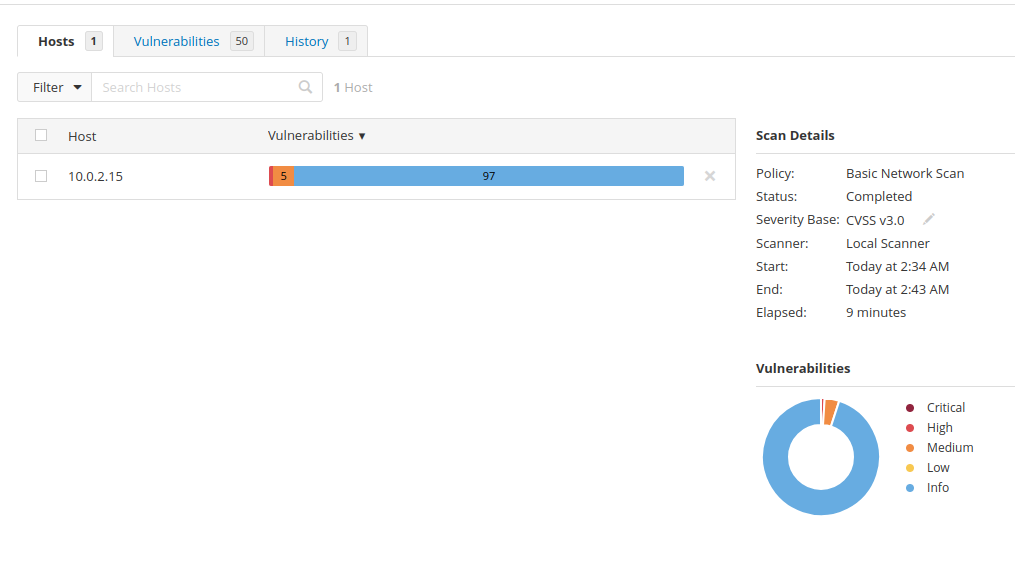 Hosts 1 Vulnerabilities 50 History 1
Filter Search Hosts 1 Host
Host Vulnerabilities
10.0.2.15 5 97
Scan Details
Policy: Basic Network Scan
Status: Completed
Severity Base: CVSS v3.0
Scanner: Local Scanner
Start: Today at 2:34 AM
End: Today at 2:43 AM
Elapsed: 9 minutes
Vulnerabilities
Critical
High
Medium
Low
Info